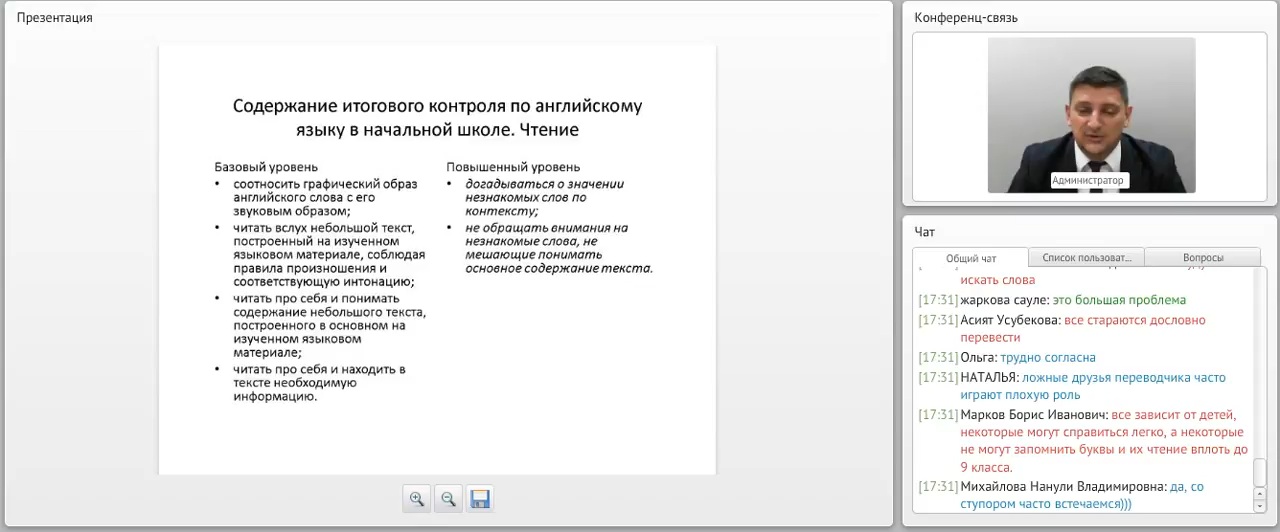 Презентация
Содержание итогового контроля по английскому
языку в начальной школе. Чтение
Базовый уровень
• соотносить графический образ
английского слова с его
звуковым образом;
• читать вслух небольшой текст,
построенный на изученном
языковом материале, соблюдая
правила произношения и
соответствующую интонацию;
• читать про себя и понимать
содержание небольшого текста,
построенного в основном на
изученном языковом
материале;
• читать про себя и находить в
тексте необходимую
информацию.
Повышенный уровень
• догадываться о значении
незнакомых слов по
контексту;
• не обращать внимания на
незнакомые слова, не
мешающие понимать
основное содержание текста.
Конференц-связь
Администратор
Чат
Общий чат
Список пользоват...
Вопросы
искать слова
[17:31] жаркова сауле: это большая проблема
[17:31] Асият Усубекова: все стараются дословно
перевести
[17:31] Ольга: трудно согласна
[17:31] НАТАЛЬЯ: ложные друзья переводчика часто
играют плохую роль
[17:31] Марков Борис Иванович: все зависит от детей,
некоторые могут справиться легко, а некоторые
не могут запомнить буквы и их чтение вплоть до
9 класса.
[17:31] Михайлова Нанули Владимировна: да, со
ступором часто встечаемся)))